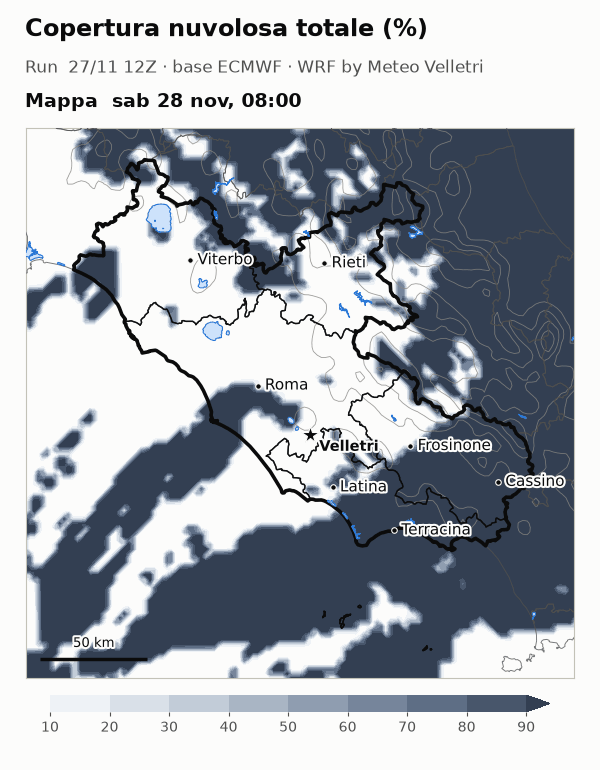 Copertura nuvolosa totale (%)
Run 27/11 12Z · base ECMWF · WRF by Meteo Velletri
Mappa sab 28 nov, 08:00
Viterbo
Rieti
Roma
Velletri
Frosinone
Cassino
Latina
Terracina
50 km
10 20 30 40 50 60 70 80 90